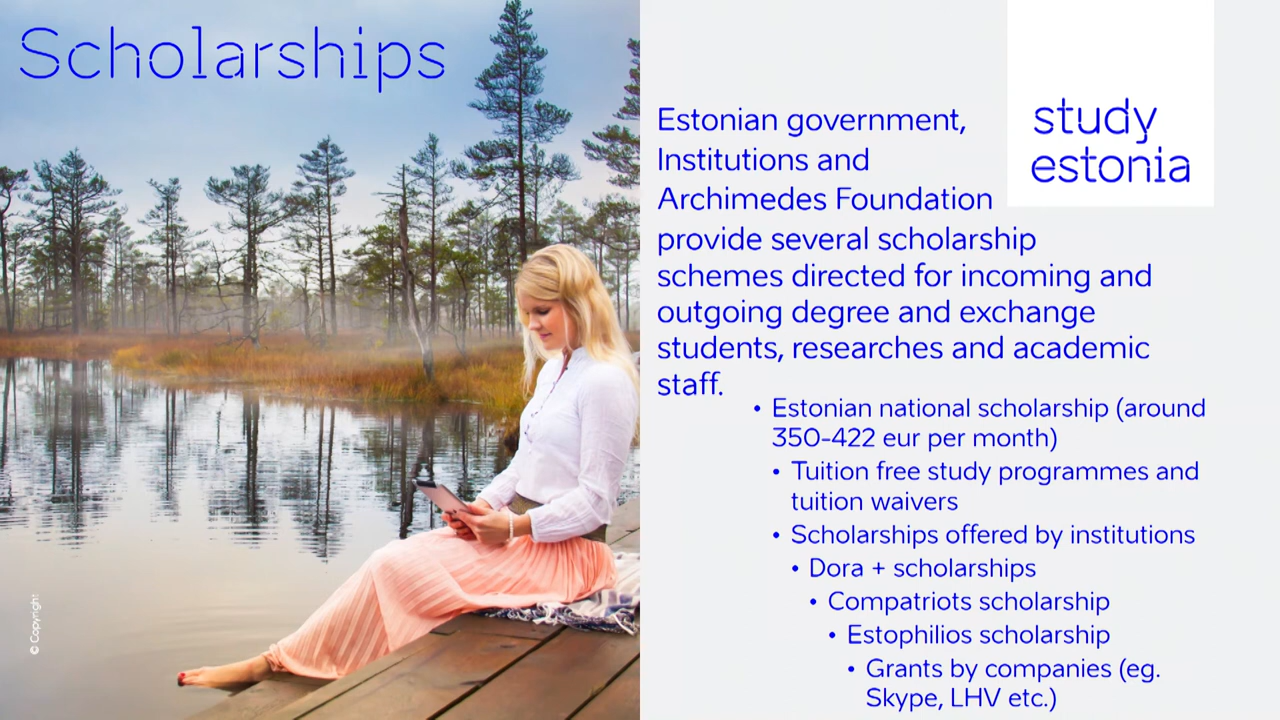 Scholarships
study
estonia
Estonian government,
Institutions and
Archimedes Foundation
provide several scholarship
schemes directed for incoming and
outgoing degree and exchange
students, researches and academic
staff.
• Estonian national scholarship (around
350-422 eur per month)
• Tuition free study programmes and
tuition waivers
• Scholarships offered by institutions
• Dora + scholarships
• Compatriots scholarship
• Estophilios scholarship
• Grants by companies (eg.
Skype, LHV etc.)
© Copyright